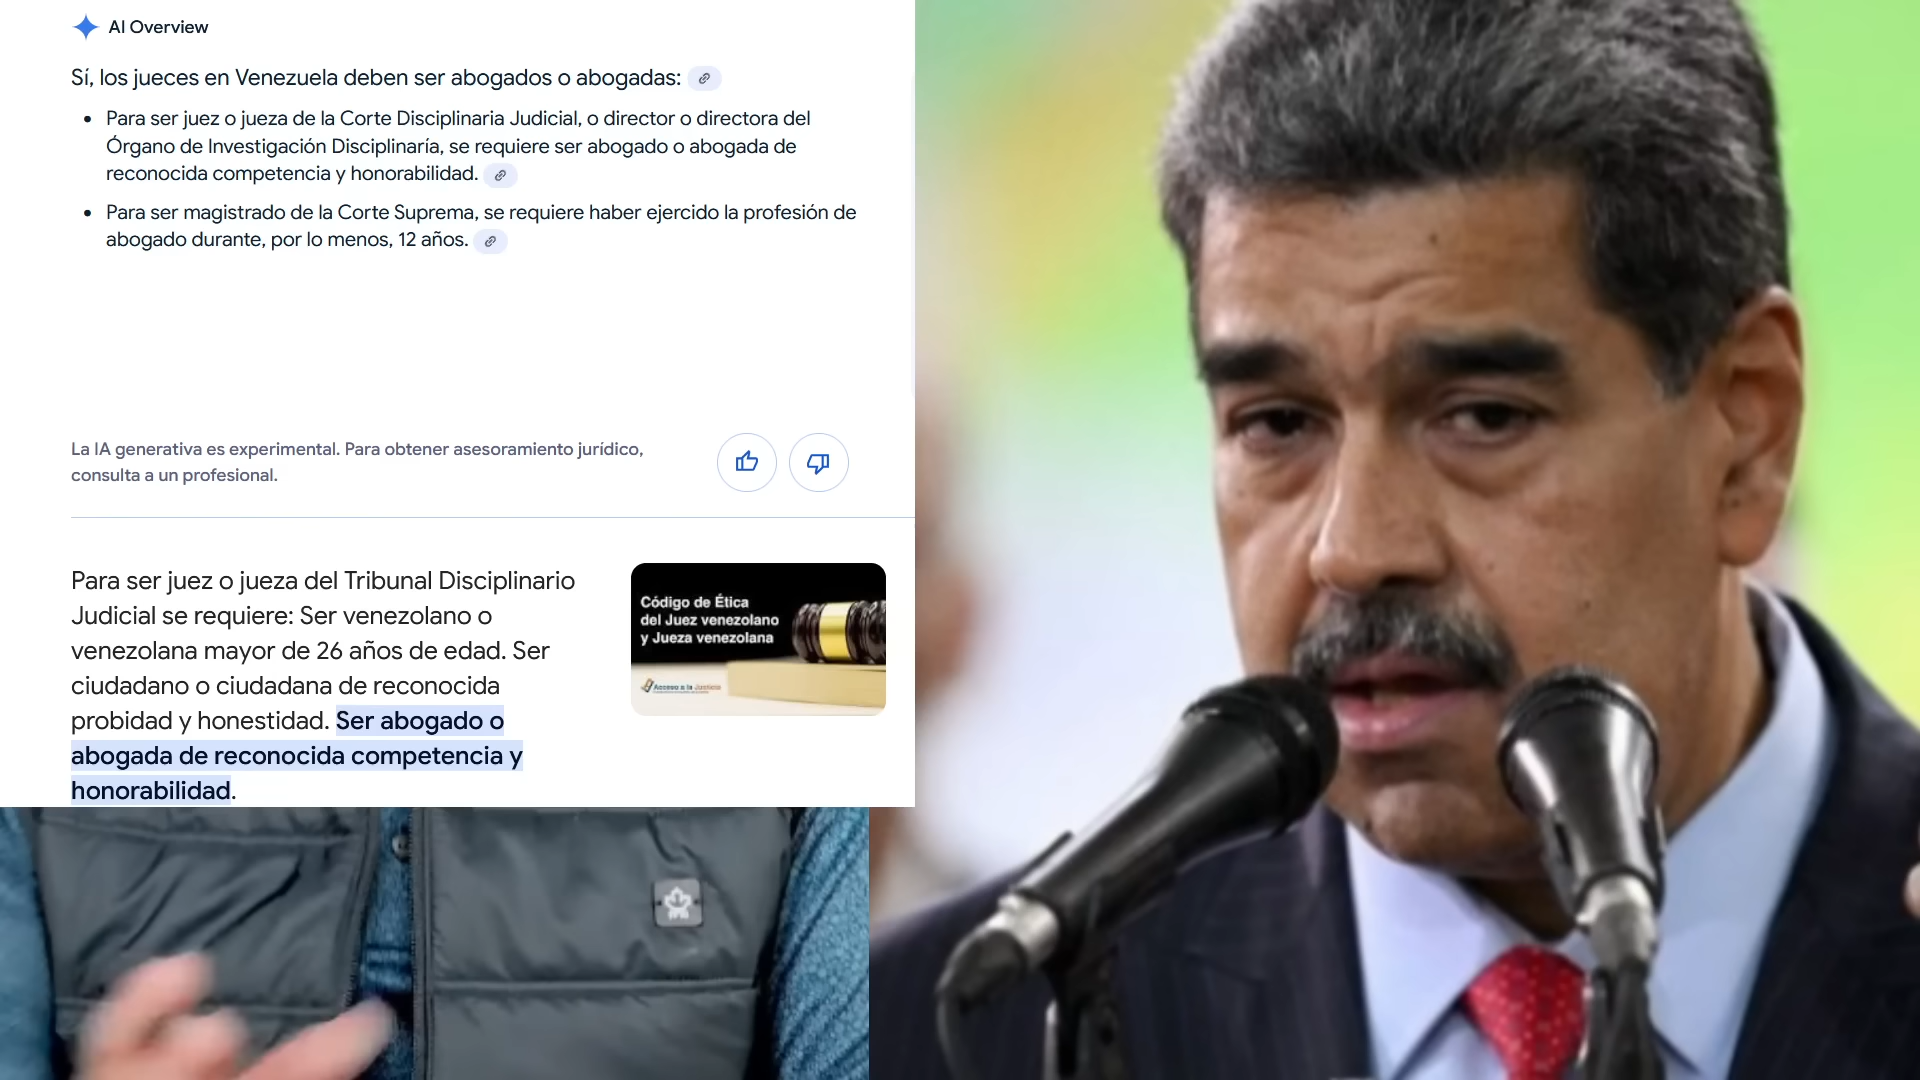 AI Overview
Sí, los jueces en Venezuela deben ser abogados o abogadas:
Para ser juez o jueza de la Corte Disciplinaria Judicial, o director o directora del
Órgano de Investigación Disciplinaría, se requiere ser abogado o abogada de
reconocida competencia y honorabilidad.
Para ser magistrado de la Corte Suprema, se requiere haber ejercido la profesión de
abogado durante, por lo menos, 12 años.
La IA generativa es experimental. Para obtener asesoramiento jurídico,
consulta a un profesional.
Para ser juez o jueza del Tribunal Disciplinario
Judicial se requiere: Ser venezolano o
venezolana mayor de 26 años de edad. Ser
ciudadano o ciudadana de reconocida
probidad y honestidad. Ser abogado o
abogada de reconocida competencia y
honorabilidad.
Código de Ética
del Juez venezolano
y Jueza venezolana
Acceso a la Justicia